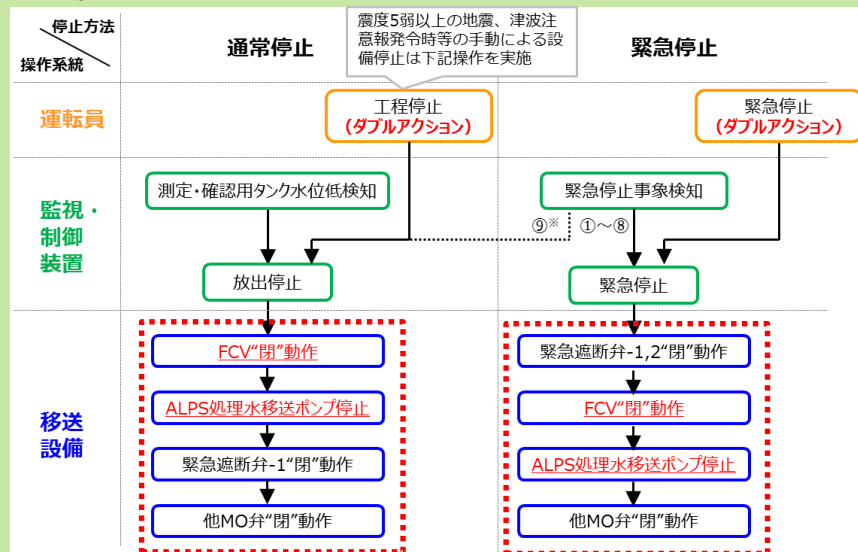 停止方法
操作系統
通常停止
震度5弱以上の地震、津波注
意報発令時等の手動による設
備停止は下記操作を実施
緊急停止
運転員
工程停止
(ダブルアクション)
緊急停止
(ダブルアクション)
監視・
制御
装置
測定・確認用タンク水位低検知
緊急停止事象検知
⑨※
①～⑧
放出停止
緊急停止
移送
設備
FCV“閉”動作
ALPS処理水移送ポンプ停止
緊急遮断弁-1“閉”動作
他MO弁“閉”動作
緊急遮断弁-1,2“閉”動作
FCV“閉”動作
ALPS処理水移送ポンプ停止
他MO弁“閉”動作